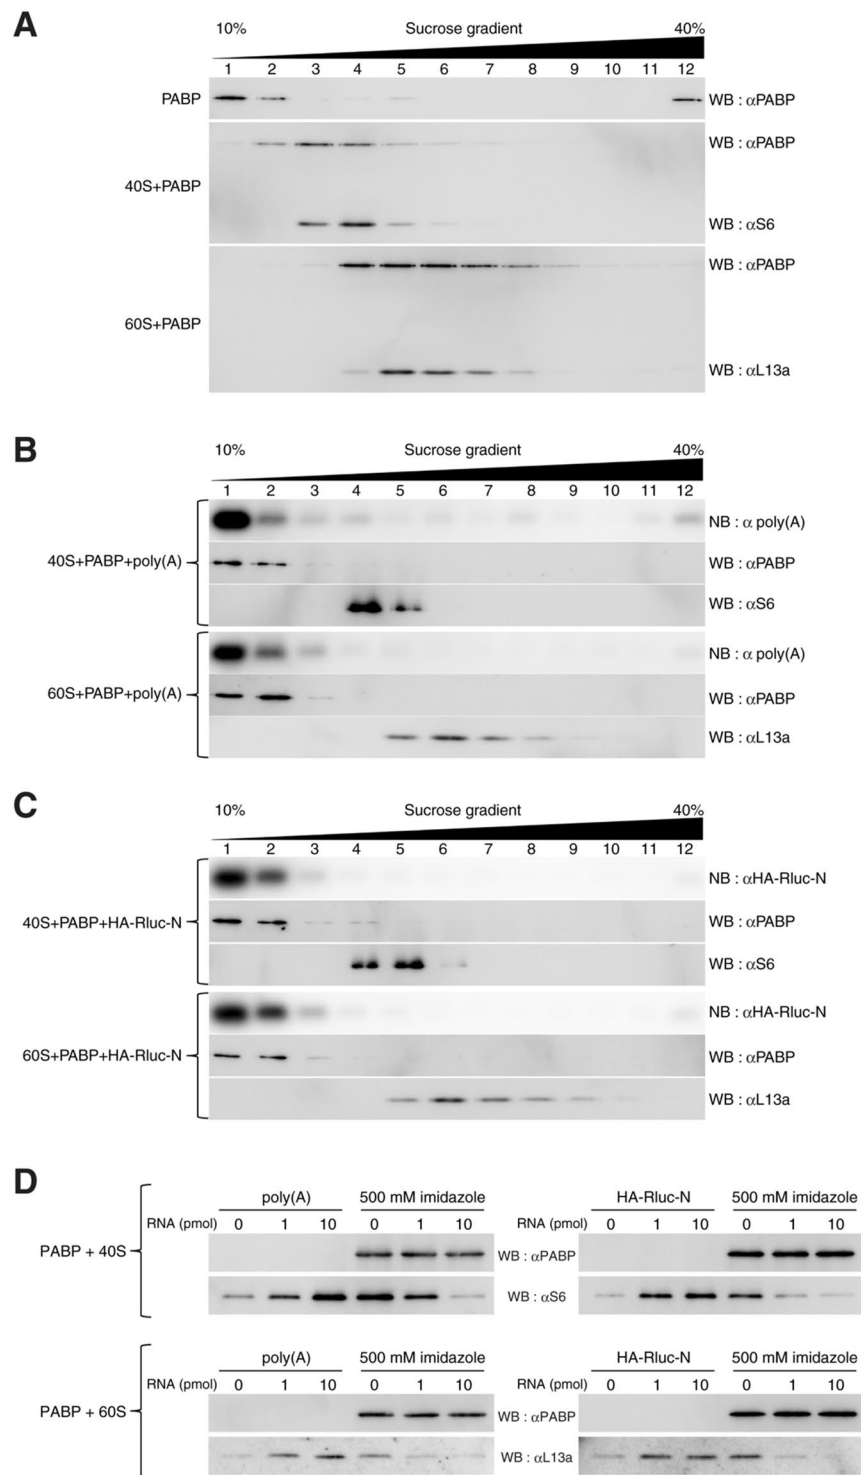 A
10% Sucrose gradient 40%
1 2 3 4 5 6 7 8 9 10 11 12
PABP WB : αPABP
WB : αPABP
40S+PABP
WB : αS6
WB : αPABP
60S+PABP
WB : αL13a
B
10% Sucrose gradient 40%
1 2 3 4 5 6 7 8 9 10 11 12
NB : α poly(A)
40S+PABP+poly(A) WB : αPABP
WB : αS6
NB : α poly(A)
60S+PABP+poly(A) WB : αPABP
WB : αL13a
C
10% Sucrose gradient 40%
1 2 3 4 5 6 7 8 9 10 11 12
NB : αHA-Rluc-N
40S+PABP+HA-Rluc-N WB : αPABP
WB : αS6
NB : αHA-Rluc-N
60S+PABP+HA-Rluc-N WB : αPABP
WB : αL13a
D
poly(A) 500 mM imidazole HA-Rluc-N 500 mM imidazole
RNA (pmol) 0 1 10 0 1 10 RNA (pmol) 0 1 10 0 1 10
PABP + 40S WB : αPABP
WB : αS6
poly(A) 500 mM imidazole HA-Rluc-N 500 mM imidazole
RNA (pmol) 0 1 10 0 1 10 RNA (pmol) 0 1 10 0 1 10
PABP + 60S WB : αPABP
WB : αL13a